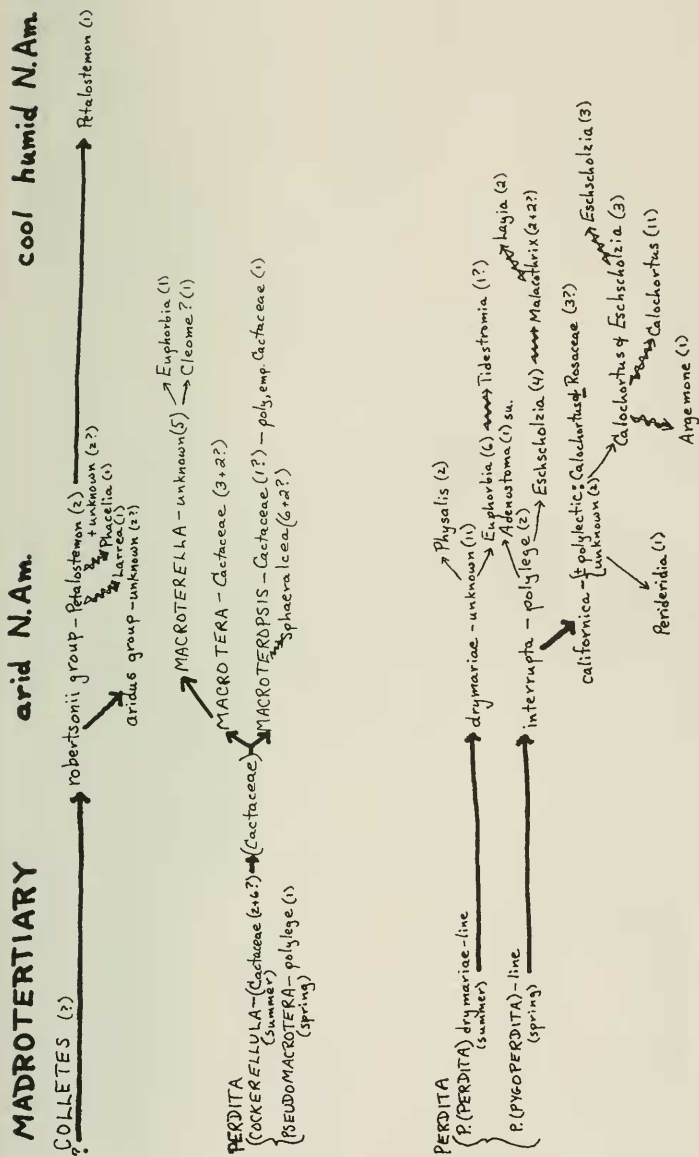 MADROTERTIARY arid N.Am. cool humid N.Am.
? COLLETES (?)
robertsonii group - Petalostemon (2)
Petalostemon (1)
+ unknown (2?)
Phacelia (1)
Larrea (1)
aridus group - unknown (2?)
MACROTERELLA - unknown (5)
Euphorbia (1)
Cleome? (1)
MACROTERA - Cactaceae (3+2?)
MACROTEROPSIS - Cactaceae (1?) - poly, emp. Cactaceae (1)
Sphaeralcea (6+2?)
PERDITA
COCKERELLULA - (Cactaceae (2+6?) (Cactaceae)
(summer)
PSEUDOMACROTERA - polylege (1)
(spring)
PERDITA
P. (PERDITA) drymariae - line
(summer)
drymariae - unknown (11)
Physalis (2)
Euphorbia (6) Tidestromia (1?)
Adenostoma (1) su.
P. (PYGOPERDITA) - line
(spring)
interrupta - polylege (2)
Eschscholzia (4) Malacothrix (2+2?)
Layia (2)
californica - ± polylectic: Calochortus & Rosaceae (3?)
unknown (2)
Calochortus & Eschscholzia (3)
Eschscholzia (3)
Calochortus (11)
Argemone (1)
Perideridia (1)